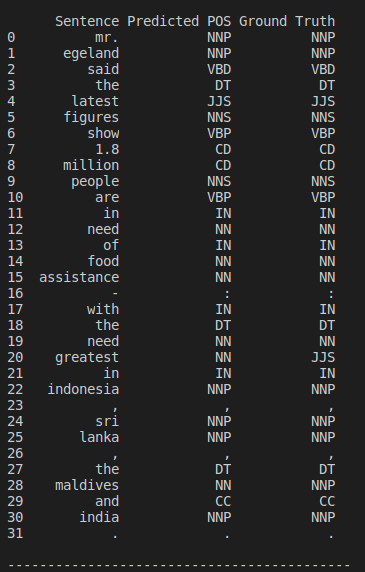 Sentence Predicted POS Ground Truth
0 mr. NNP NNP
1 egeland NNP NNP
2 said VBD VBD
3 the DT DT
4 latest JJS JJS
5 figures NNS NNS
6 show VBP VBP
7 1.8 CD CD
8 million CD CD
9 people NNS NNS
10 are VBP VBP
11 in IN IN
12 need NN NN
13 of IN IN
14 food NN NN
15 assistance NN NN
16 - : :
17 with IN IN
18 the DT DT
19 need NN NN
20 greatest NN JJS
21 in IN IN
22 indonesia NNP NNP
23 , , ,
24 sri NNP NNP
25 lanka NNP NNP
26 , , ,
27 the DT DT
28 maldives NN NNP
29 and CC CC
30 india NNP NNP
31 . . .
-------------------------------------------